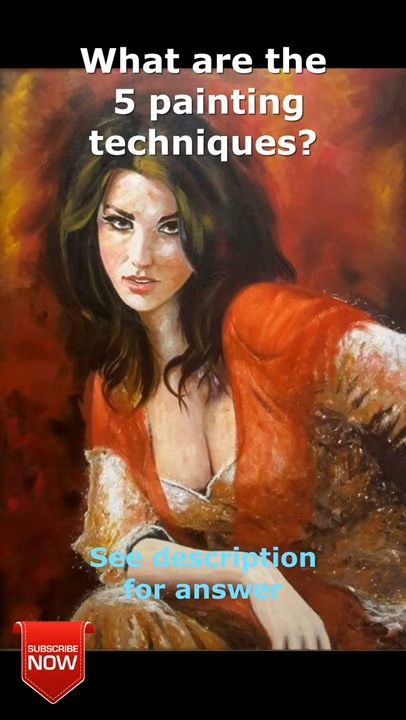 What are the
5 painting
techniques?
See description
for answer
SUBSCRIBE
NOW